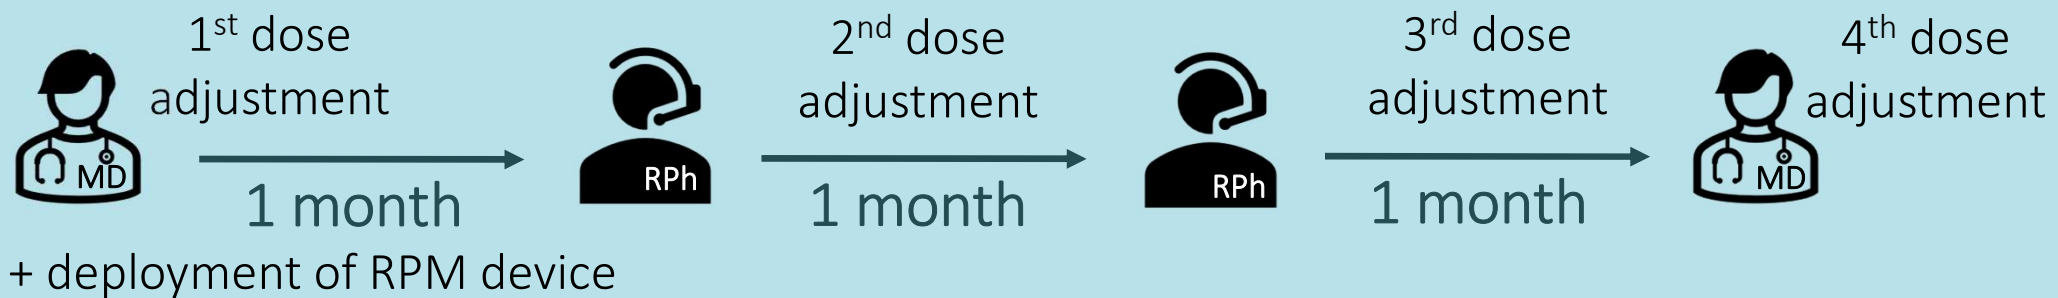 1st dose
adjustment
MD
1 month
+ deployment of RPM device
RPh
2nd dose
adjustment
1 month
RPh
3rd dose
adjustment
1 month
MD
4th dose
adjustment